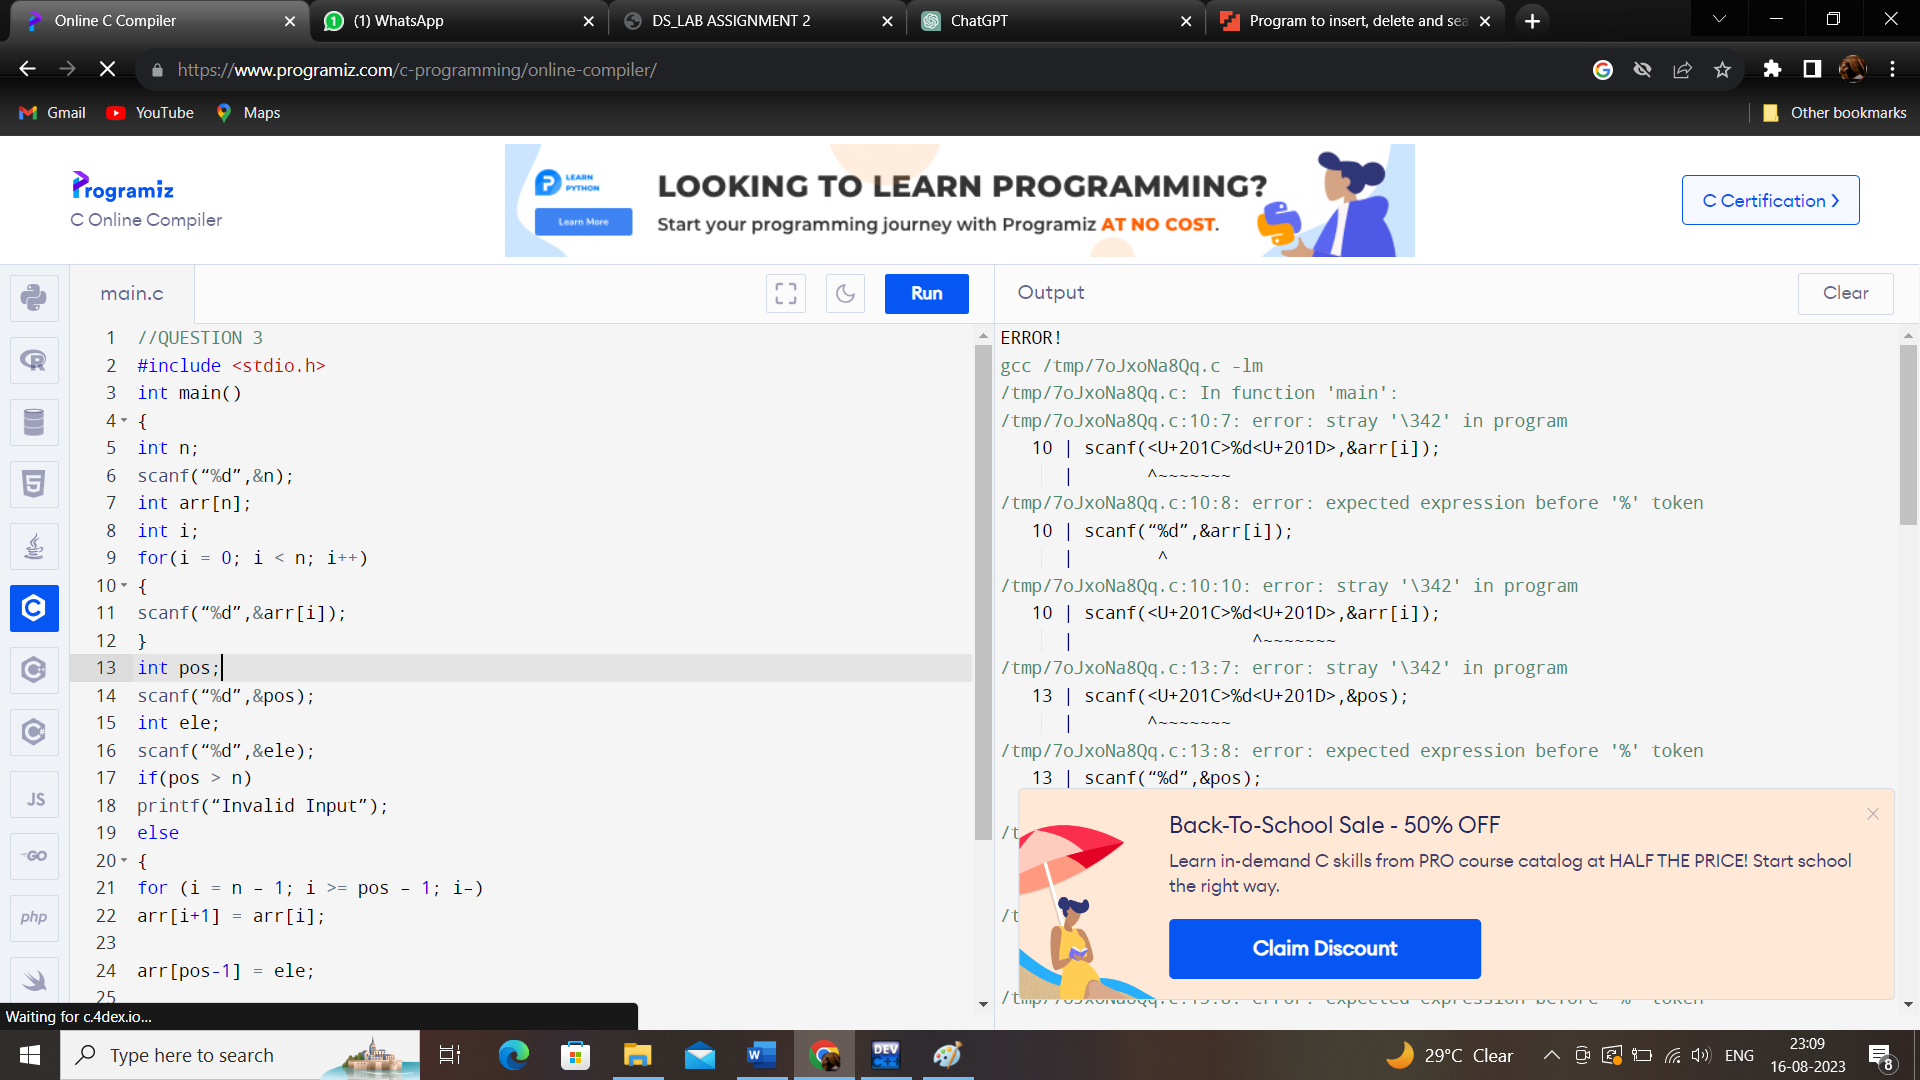 Online C Compiler
(1) WhatsApp
DS_LAB ASSIGNMENT 2
ChatGPT
Program to insert, delete and sea
https://www.programiz.com/c-programming/online-compiler/
Gmail
YouTube
Maps
Other bookmarks
Programiz
C Online Compiler
LEARN
PYTHON
Learn More
LOOKING TO LEARN PROGRAMMING?
Start your programming journey with Programiz AT NO COST.
C Certification
main.c
Run
Output
Clear
1 //QUESTION 3
2 #include <stdio.h>
3 int main()
4 {
5 int n;
6 scanf(“%d”,&n);
7 int arr[n];
8 int i;
9 for(i = 0; i < n; i++)
10 {
11 scanf(“%d”,&arr[i]);
12 }
13 int pos;
14 scanf(“%d”,&pos);
15 int ele;
16 scanf(“%d”,&ele);
17 if(pos > n)
18 printf(“Invalid Input”);
19 else
20 {
21 for (i = n – 1; i >= pos – 1; i–)
22 arr[i+1] = arr[i];
23
24 arr[pos-1] = ele;
25
ERROR!
gcc /tmp/7oJxoNa8Qq.c -lm
/tmp/7oJxoNa8Qq.c: In function 'main':
/tmp/7oJxoNa8Qq.c:10:7: error: stray '\342' in program
10 | scanf(<U+201C>%d<U+201D>,&arr[i]);
| ^~~~~~~~
/tmp/7oJxoNa8Qq.c:10:8: error: expected expression before '%' token
10 | scanf(“%d”,&arr[i]);
| ^
/tmp/7oJxoNa8Qq.c:10:10: error: stray '\342' in program
10 | scanf(<U+201C>%d<U+201D>,&arr[i]);
| ^~~~~~~~
/tmp/7oJxoNa8Qq.c:13:7: error: stray '\342' in program
13 | scanf(<U+201C>%d<U+201D>,&pos);
| ^~~~~~~~
/tmp/7oJxoNa8Qq.c:13:8: error: expected expression before '%' token
13 | scanf(“%d”,&pos);
/t
/t
Back-To-School Sale - 50% OFF
Learn in-demand C skills from PRO course catalog at HALF THE PRICE! Start school
the right way.
Claim Discount
JS
GO
php
Waiting for c.4dex.io...
Type here to search
DEV
C++
29°C Clear
ENG
23:09
16-08-2023
8